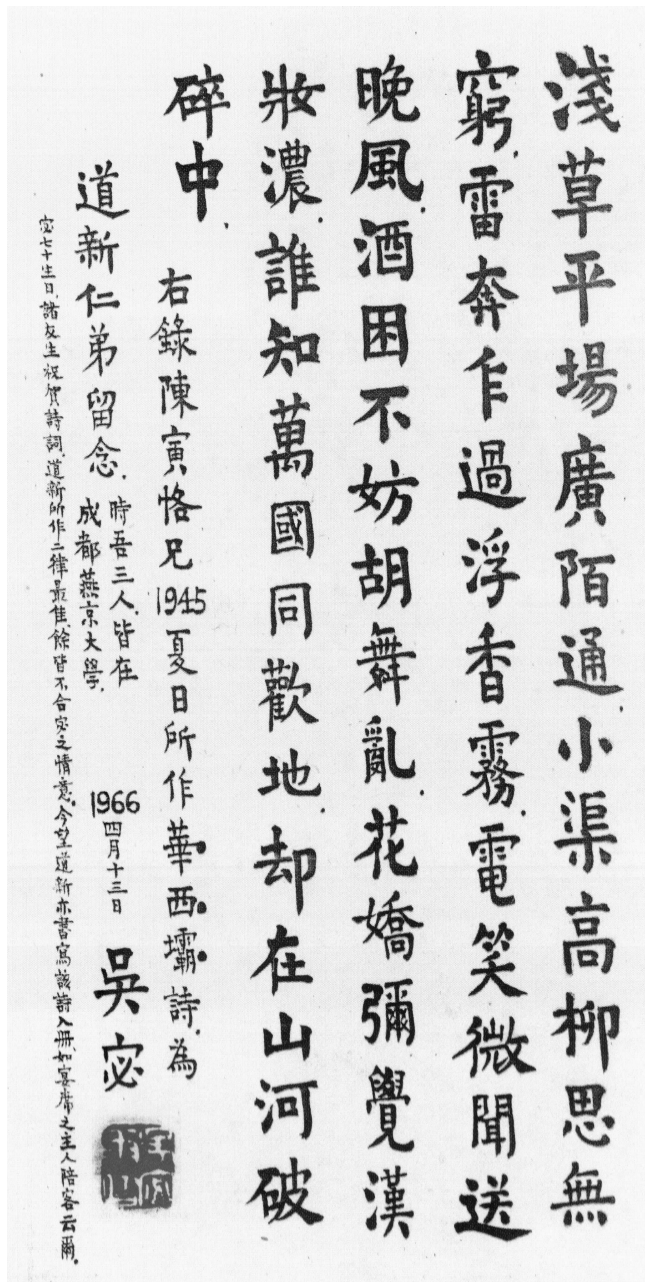 淺草平場廣陌通小渠高柳思無
窮雷奔乍過浮香霧電笑微聞送
晚風酒困不妨胡舞亂花嬌彌覺漢
妝濃誰知萬國同歡地却在山河破
碎中
右錄陳寅恪兄1945夏日所作華西壩詩為
道新仁弟留念
時吾三人皆在
成都燕京大學
1966四月十三日
吳宓
宓七十生日諸友生祝賀詩詞道新所作二律最佳餘皆不合宓之情意今望道新亦書寫該詩入冊如宴席之主人陪客云爾